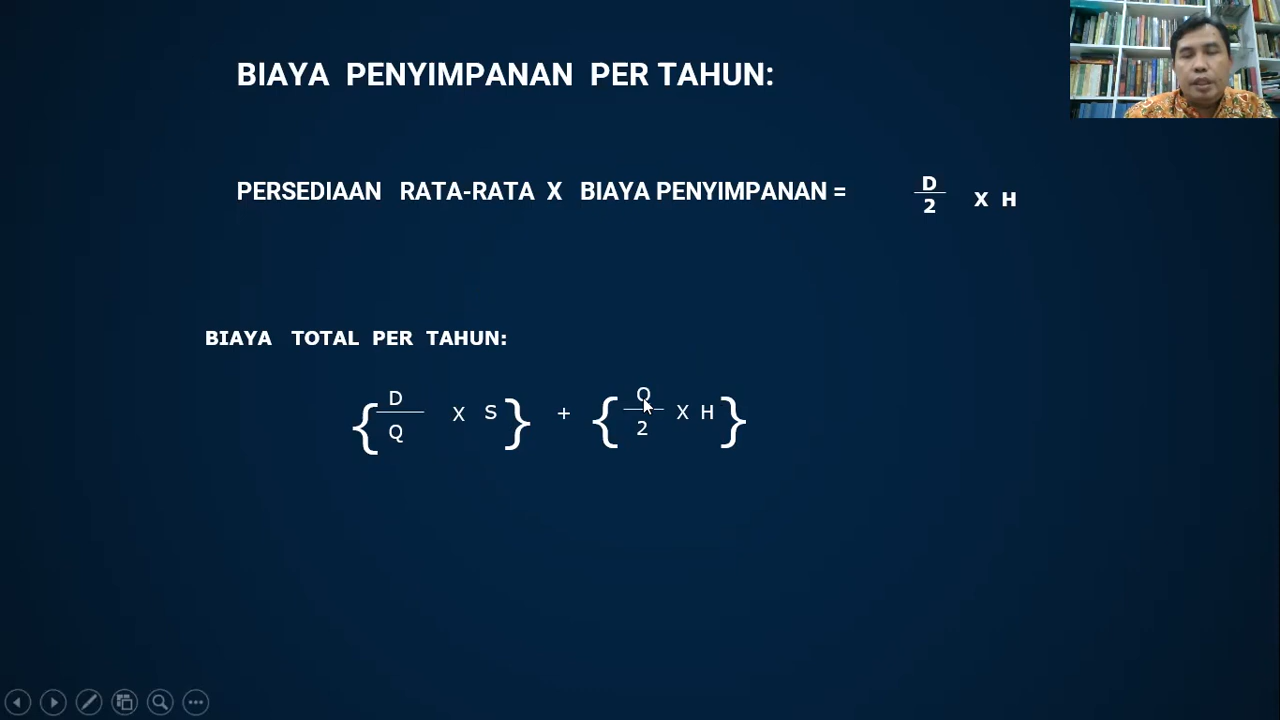 BIAYA PENYIMPANAN PER TAHUN:
PERSEDIAAN RATA-RATA X BIAYA PENYIMPANAN = D/2 X H
BIAYA TOTAL PER TAHUN:
{D/Q X S} + {Q/2 X H}